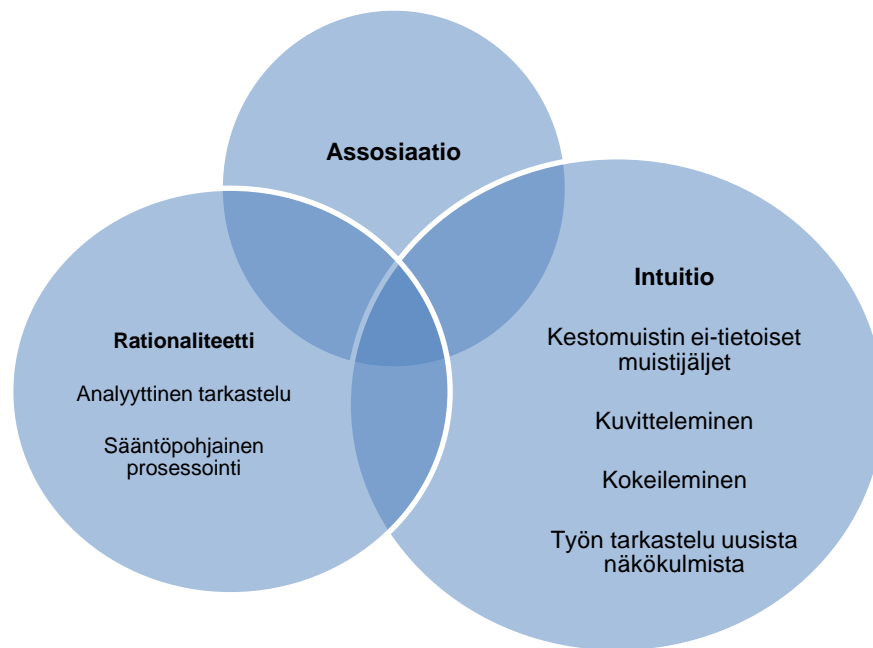 Assosiaatio
Rationaliteetti
Analyyttinen tarkastelu
Sääntöpohjainen
prosessointi
Intuitio
Kestomuistin ei-tietoiset
muistijäljet
Kuvitteleminen
Kokeileminen
Työn tarkastelu uusista
näkökulmista